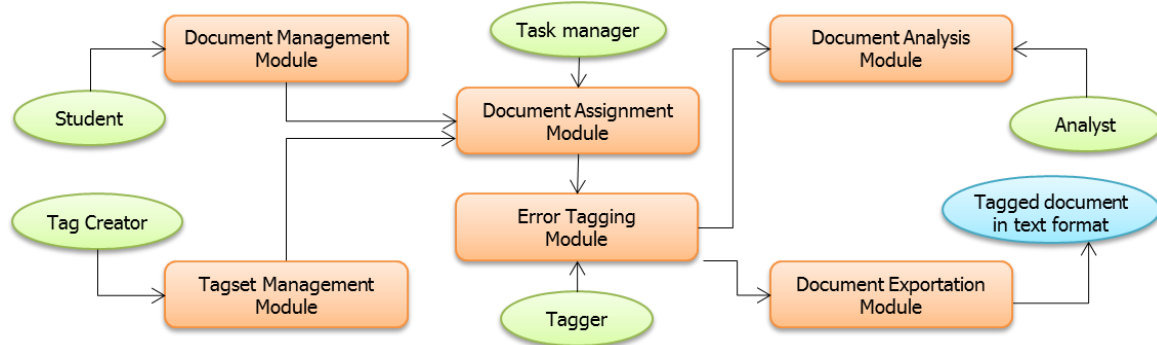 Document Management
Module
Student
Tag Creator
Tagset Management
Module
Task manager
Document Assignment
Module
Error Tagging
Module
Tagger
Document Analysis
Module
Analyst
Tagged document
in text format
Document Exportation
Module